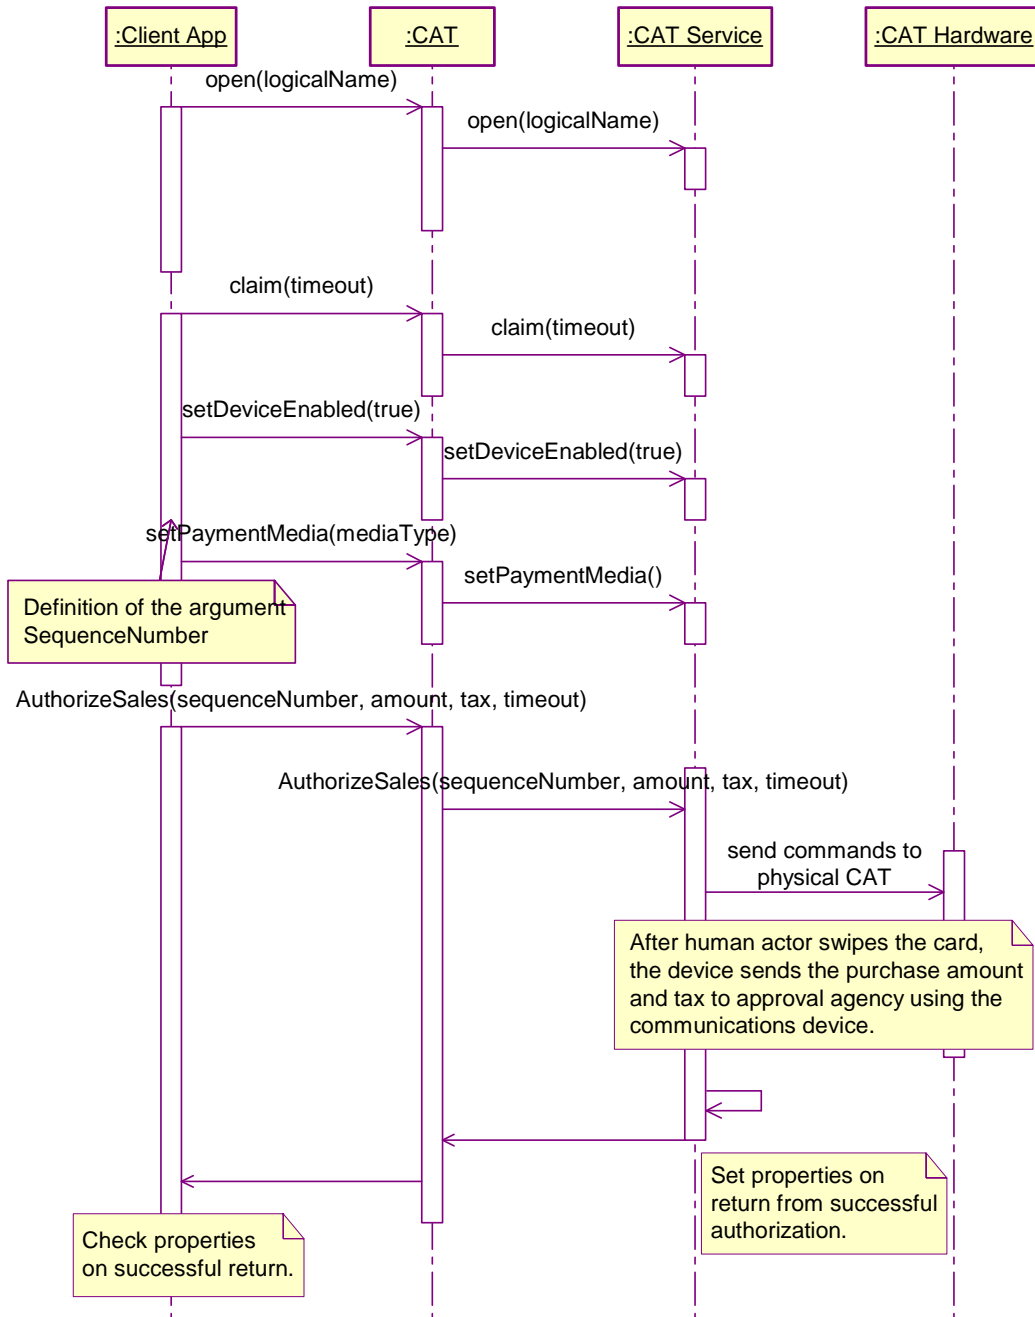 :Client App
:CAT
:CAT Service
:CAT Hardware
open(logicalName)
open(logicalName)
claim(timeout)
claim(timeout)
setDeviceEnabled(true)
setDeviceEnabled(true)
setPaymentMedia(mediaType)
setPaymentMedia()
Definition of the argument
SequenceNumber
AuthorizeSales(sequenceNumber, amount, tax, timeout)
AuthorizeSales(sequenceNumber, amount, tax, timeout)
send commands to
physical CAT
After human actor swipes the card,
the device sends the purchase amount
and tax to approval agency using the
communications device.
Set properties on
return from successful
authorization.
Check properties
on successful return.